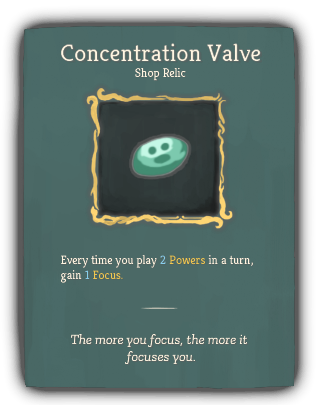 Concentration Valve
Shop Relic
Every time you play 2 Powers in a turn,
gain 1 Focus.
The more you focus, the more it
focuses you.